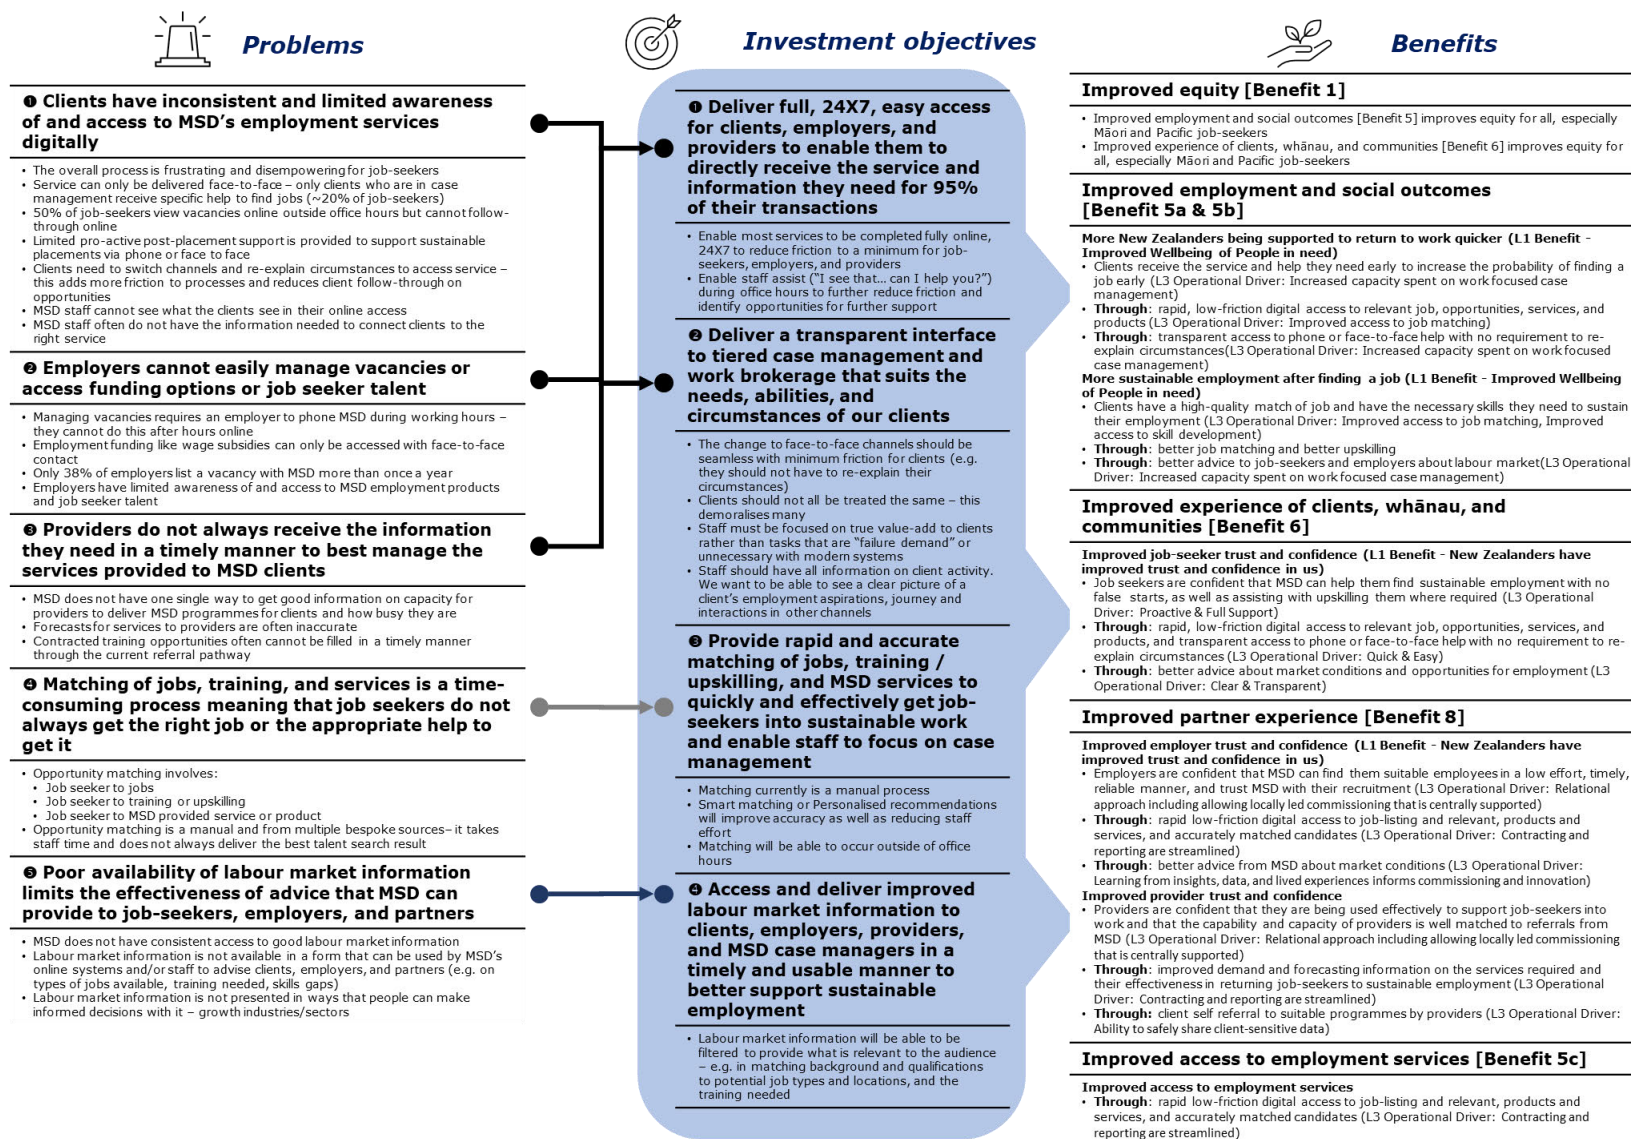 Problems
❶ Clients have inconsistent and limited awareness
of and access to MSD’s employment services
digitally
• The overall process is frustrating and disempowering for job-seekers
• Service can only be delivered face-to-face – only clients who are in case
management receive specific help to find jobs (~20% of job-seekers)
• 50% of job-seekers view vacancies online outside office hours but cannot follow-
through online
• Limited pro-active post-placement support is provided to support sustainable
placements via phone or face to face
• Clients need to switch channels and re-explain circumstances to access service –
this adds more friction to processes and reduces client follow-through on
opportunities
• MSD staff cannot see what the clients see in their online access
• MSD staff often do not have the information needed to connect clients to the
right service
❷ Employers cannot easily manage vacancies or
access funding options or job seeker talent
• Managing vacancies requires an employer to phone MSD during working hours –
they cannot do this after hours online
• Employment funding like wage subsidies can only be accessed with face-to-face
contact
• Only 38% of employers list a vacancy with MSD more than once a year
• Employers have limited awareness of and access to MSD employment products
and job seeker talent
❸ Providers do not always receive the information
they need in a timely manner to best manage the
services provided to MSD clients
• MSD does not have one single way to get good information on capacity for
providers to deliver MSD programmes for clients and how busy they are
• Forecasts for services to providers are often inaccurate
• Contracted training opportunities often cannot be filled in a timely manner
through the current referral pathway
❹ Matching of jobs, training, and services is a time-
consuming process meaning that job seekers do not
always get the right job or the appropriate help to
get it
• Opportunity matching involves:
• Job seeker to jobs
• Job seeker to training or upskilling
• Job seeker to MSD provided service or product
• Opportunity matching is a manual and from multiple bespoke sources– it takes
staff time and does not always deliver the best talent search result
❺ Poor availability of labour market information
limits the effectiveness of advice that MSD can
provide to job-seekers, employers, and partners
• MSD does not have consistent access to good labour market information
• Labour market information is not available in a form that can be used by MSD’s
online systems and/or staff to advise clients, employers, and partners (e.g. on
types of jobs available, training needed, skills gaps)
• Labour market information is not presented in ways that people can make
informed decisions with it – growth industries/sectors
Investment objectives
❶ Deliver full, 24X7, easy access
for clients, employers, and
providers to enable them to
directly receive the service and
information they need for 95%
of their transactions
• Enable most services to be completed fully online,
24X7 to reduce friction to a minimum for job-
seekers, employers, and providers
• Enable staff assist (“I see that... can I help you?”)
during office hours to further reduce friction and
identify opportunities for further support
❷ Deliver a transparent interface
to tiered case management and
work brokerage that suits the
needs, abilities, and
circumstances of our clients
• The change to face-to-face channels should be
seamless with minimum friction for clients (e.g.
they should not have to re-explain their
circumstances)
• Clients should not all be treated the same – this
demoralises many
• Staff must be focused on true value-add to clients
rather than tasks that are “failure demand” or
unnecessary with modern systems
• Staff should have all information on client activity.
We want to be able to see a clear picture of a
client’s employment aspirations, journey and
interactions in other channels
❸ Provide rapid and accurate
matching of jobs, training /
upskilling, and MSD services to
quickly and effectively get job-
seekers into sustainable work
and enable staff to focus on case
management
• Matching currently is a manual process
• Smart matching or Personalised recommendations
will improve accuracy as well as reducing staff
effort
• Matching will be able to occur outside of office
hours
❹ Access and deliver improved
labour market information to
clients, employers, providers,
and MSD case managers in a
timely and usable manner to
better support sustainable
employment
• Labour market information will be able to be
filtered to provide what is relevant to the audience
– e.g. in matching background and qualifications
to potential job types and locations, and the
training needed
Benefits
Improved equity [Benefit 1]
• Improved employment and social outcomes [Benefit 5] improves equity for all, especially
Māori and Pacific job-seekers
• Improved experience of clients, whānau, and communities [Benefit 6] improves equity for
all, especially Māori and Pacific job-seekers
Improved employment and social outcomes
[Benefit 5a & 5b]
More New Zealanders being supported to return to work quicker (L1 Benefit -
Improved Wellbeing of People in need)
• Clients receive the service and help they need early to increase the probability of finding a
job early (L3 Operational Driver: Increased capacity spent on work focused case
management)
• Through: rapid, low-friction digital access to relevant job, opportunities, services, and
products (L3 Operational Driver: Improved access to job matching)
• Through: transparent access to phone or face-to-face help with no requirement to re-
explain circumstances(L3 Operational Driver: Increased capacity spent on work focused
case management)
More sustainable employment after finding a job (L1 Benefit - Improved Wellbeing
of People in need)
• Clients have a high-quality match of job and have the necessary skills they need to sustain
their employment (L3 Operational Driver: Improved access to job matching, Improved
access to skill development)
• Through: better job matching and better upskilling
• Through: better advice to job-seekers and employers about labour market(L3 Operational
Driver: Increased capacity spent on work focused case management)
Improved experience of clients, whānau, and
communities [Benefit 6]
Improved job-seeker trust and confidence (L1 Benefit - New Zealanders have
improved trust and confidence in us)
• Job seekers are confident that MSD can help them find sustainable employment with no
false starts, as well as assisting with upskilling them where required (L3 Operational
Driver: Proactive & Full Support)
• Through: rapid, low-friction digital access to relevant job, opportunities, services, and
products, and transparent access to phone or face-to-face help with no requirement to re-
explain circumstances (L3 Operational Driver: Quick & Easy)
• Through: better advice about market conditions and opportunities for employment (L3
Operational Driver: Clear & Transparent)
Improved partner experience [Benefit 8]
Improved employer trust and confidence (L1 Benefit - New Zealanders have
improved trust and confidence in us)
• Employers are confident that MSD can find them suitable employees in a low effort, timely,
reliable manner, and trust MSD with their recruitment (L3 Operational Driver: Relational
approach including allowing locally led commissioning that is centrally supported)
• Through: rapid low-friction digital access to job-listing and relevant, products and
services, and accurately matched candidates (L3 Operational Driver: Contracting and
reporting are streamlined)
• Through: better advice from MSD about market conditions (L3 Operational Driver:
Learning from insights, data, and lived experiences informs commissioning and innovation)
Improved provider trust and confidence
• Providers are confident that they are being used effectively to support job-seekers into
work and that the capability and capacity of providers is well matched to referrals from
MSD (L3 Operational Driver: Relational approach including allowing locally led commissioning
that is centrally supported)
• Through: improved demand and forecasting information on the services required and
their effectiveness in returning job-seekers to sustainable employment (L3 Operational
Driver: Contracting and reporting are streamlined)
• Through: client self referral to suitable programmes by providers (L3 Operational Driver:
Ability to safely share client-sensitive data)
Improved access to employment services [Benefit 5c]
Improved access to employment services
• Through: rapid low-friction digital access to job-listing and relevant, products and
services, and accurately matched candidates (L3 Operational Driver: Contracting and
reporting are streamlined)